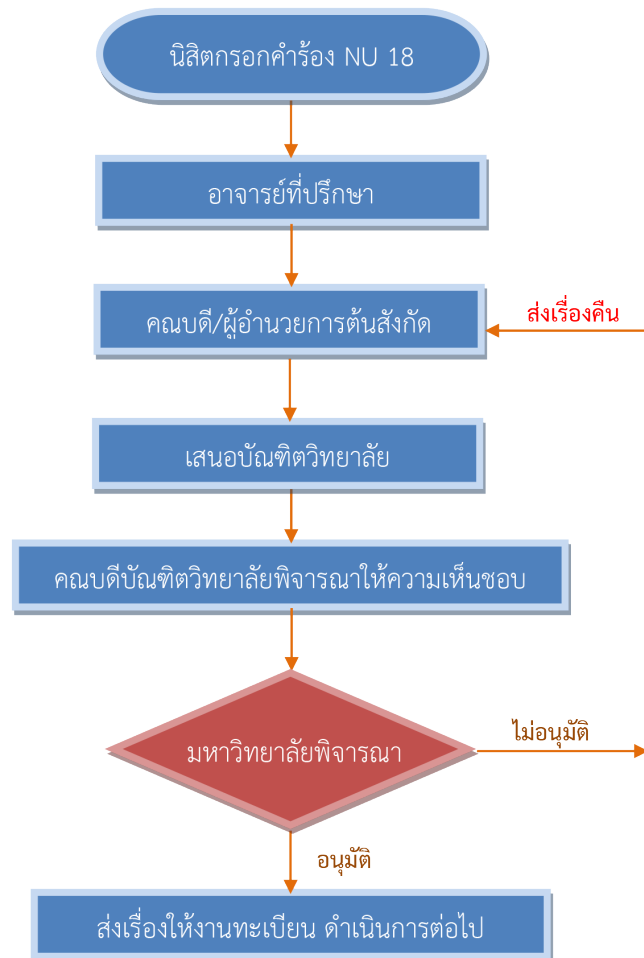 นิสิตกรอกคำร้อง NU 18
อาจารย์ที่ปรึกษา
คณบดี/ผู้อำนวยการต้นสังกัด
ส่งเรื่องคืน
เสนอบัณฑิตวิทยาลัย
คณบดีบัณฑิตวิทยาลัยพิจารณาให้ความเห็นชอบ
มหาวิทยาลัยพิจารณา
ไม่อนุมัติ
อนุมัติ
ส่งเรื่องให้งานทะเบียน ดำเนินการต่อไป